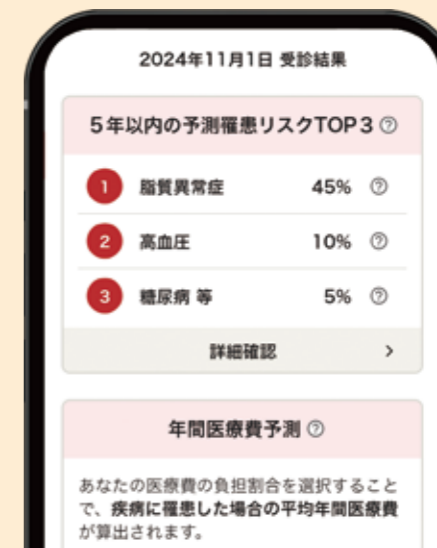 2024年11月1日 受診結果
5年以内の予測罹患リスクTOP3 ?
1 脂質異常症 45% ?
2 高血圧 10% ?
3 糖尿病 等 5% ?
詳細確認 >
年間医療費予測 ?
あなたの医療費の負担割合を選択すること
で、疾病に罹患した場合の平均年間医療費
が算出されます。